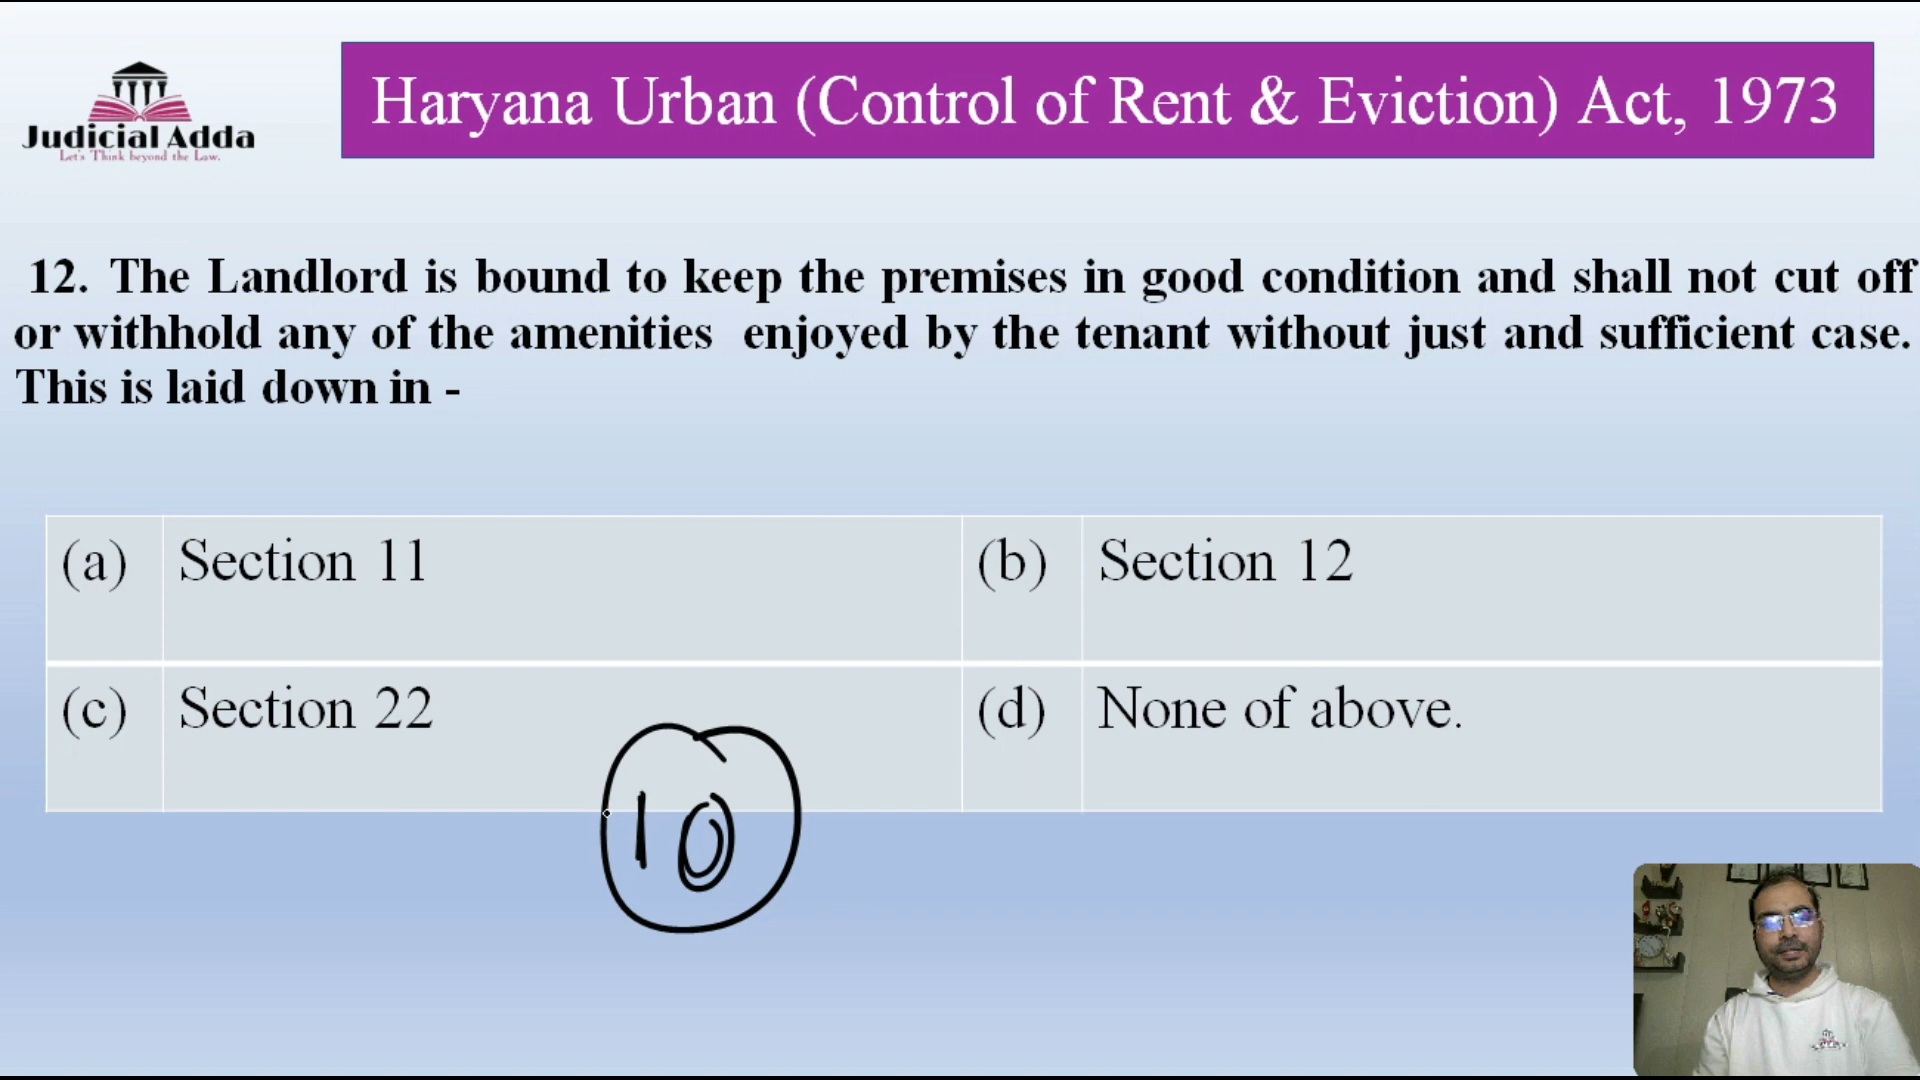 Haryana Urban (Control of Rent & Eviction) Act, 1973
Judicial Adda
Let's Think beyond the Law.
12. The Landlord is bound to keep the premises in good condition and shall not cut off
or withhold any of the amenities enjoyed by the tenant without just and sufficient case.
This is laid down in -
(a) Section 11 (b) Section 12
(c) Section 22 (d) None of above.
10